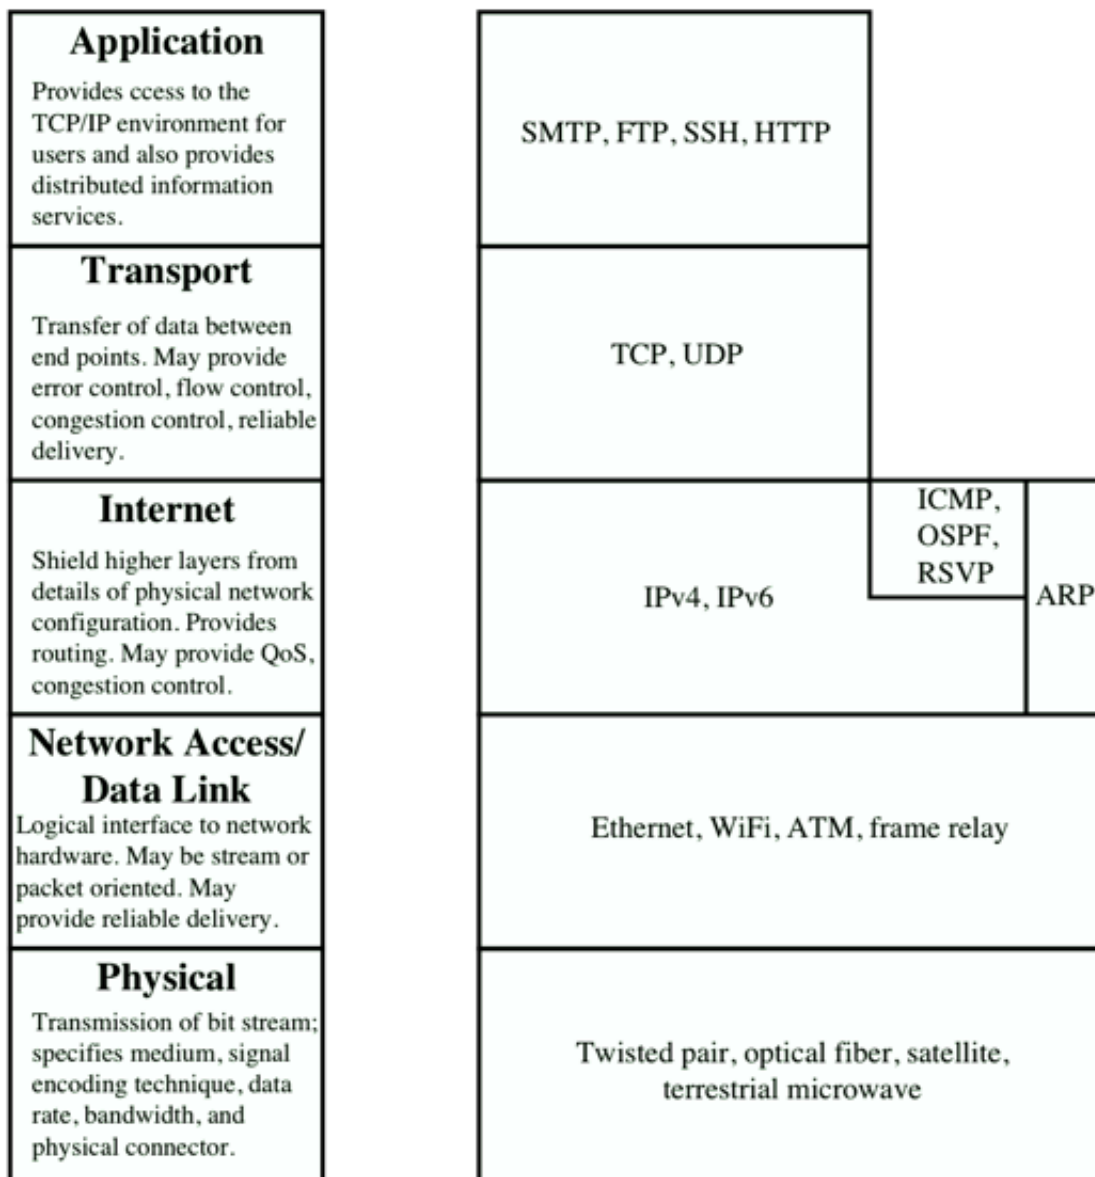 Application
Provides ccess to the
TCP/IP environment for
users and also provides
distributed information
services.
SMTP, FTP, SSH, HTTP
Transport
Transfer of data between
end points. May provide
error control, flow control,
congestion control, reliable
delivery.
TCP, UDP
Internet
Shield higher layers from
details of physical network
configuration. Provides
routing. May provide QoS,
congestion control.
IPv4, IPv6
ICMP,
OSPF,
RSVP
ARP
Network Access/
Data Link
Logical interface to network
hardware. May be stream or
packet oriented. May
provide reliable delivery.
Ethernet, WiFi, ATM, frame relay
Physical
Transmission of bit stream;
specifies medium, signal
encoding technique, data
rate, bandwidth, and
physical connector.
Twisted pair, optical fiber, satellite,
terrestrial microwave